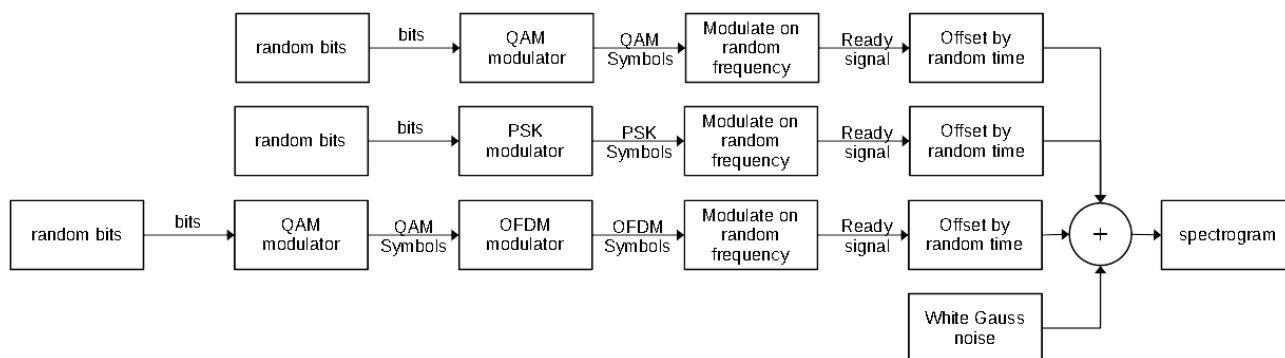 random bits
bits
QAM
modulator
QAM
Symbols
Modulate on
random
frequency
Ready
signal
Offset by
random time
random bits
bits
PSK
modulator
PSK
Symbols
Modulate on
random
frequency
Ready
signal
Offset by
random time
random bits
bits
QAM
modulator
QAM
Symbols
OFDM
modulator
OFDM
Symbols
Modulate on
random
frequency
Ready
signal
Offset by
random time
+
spectrogram
White Gauss
noise